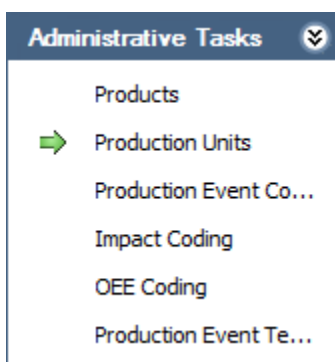 Administrative Tasks
Products
Production Units
Production Event Co...
Impact Coding
OEE Coding
Production Event Te...